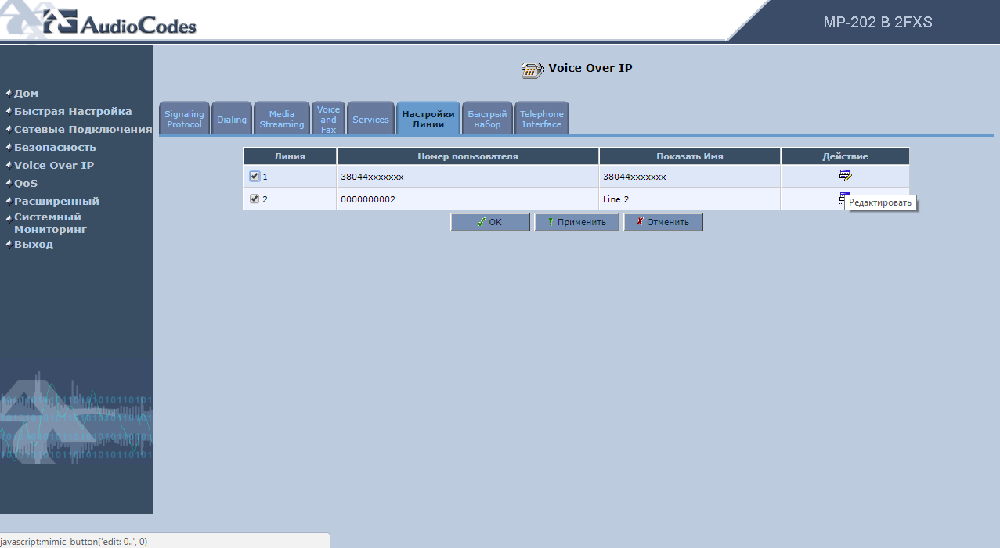 AudioCodes
MP-202 B 2FXS
Дом
Быстрая Настройка
Сетевые Подключения
Безопасность
Voice Over IP
QoS
Расширенный
Системный
Мониторинг
Выход
Voice Over IP
Signaling
Protocol
Dialing
Media
Streaming
Voice
and
Fax
Services
Настройки
Линии
Быстрый
набор
Telephone
Interface
Линия Номер пользователя Показать Имя Действие
1 38044xxxxxxx 38044xxxxxxx
2 0000000002 Line 2
Редактировать
OK Применить Отменить
javascript:mimic_button('edit: 0..', 0)